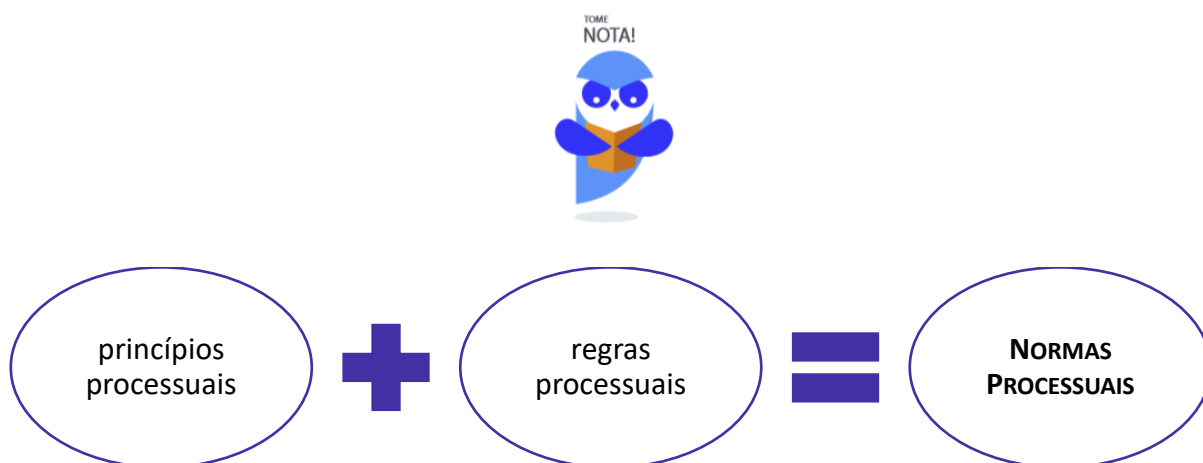 TOME
NOTA!
princípios
processuais
regras
processuais
NORMAS
PROCESSUAIS